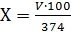 X = V·100/374